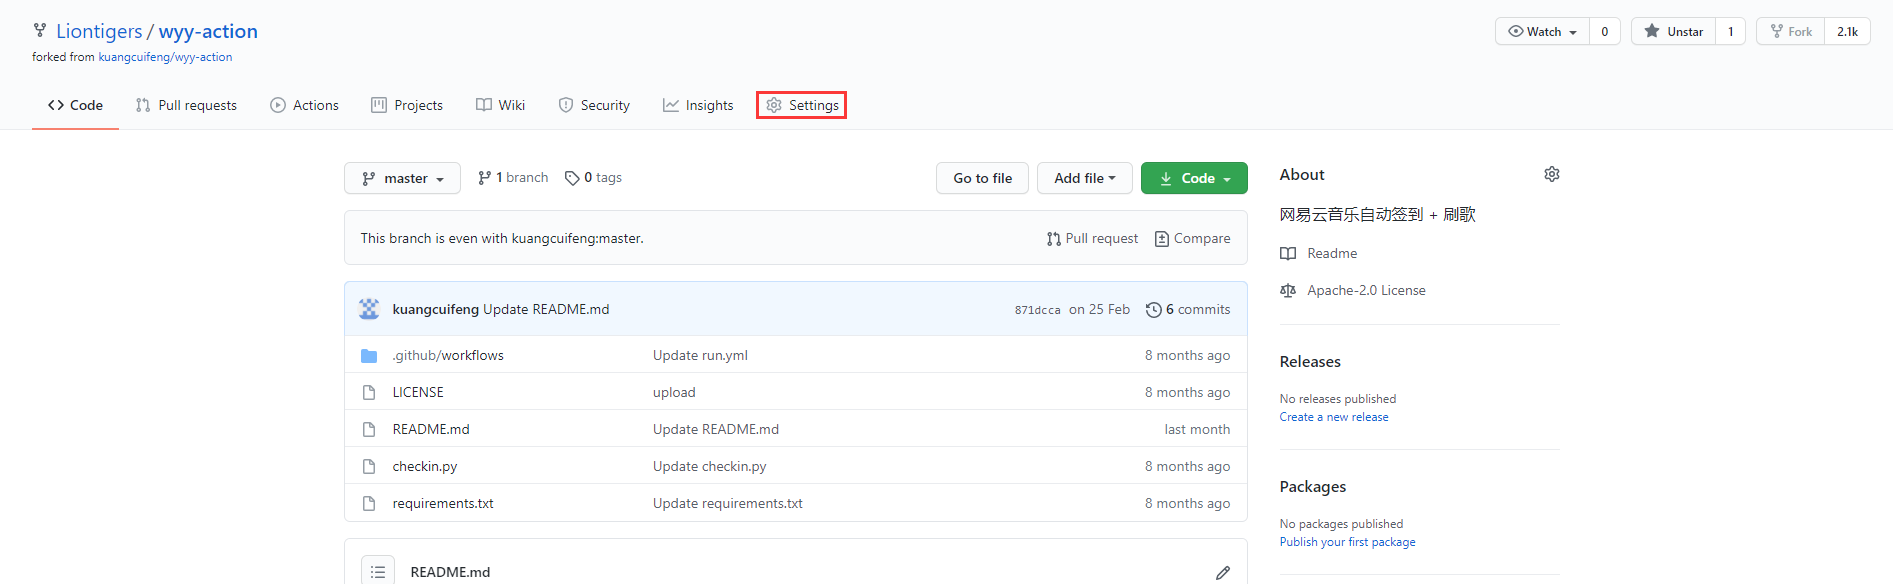 Liontigers / wyy-action
Watch 0 Unstar 1 Fork 2.1k
forked from kuangcuifeng/wyy-action
Code Pull requests Actions Projects Wiki Security Insights Settings
master 1 branch 0 tags Go to file Add file Code
About
网易云音乐自动签到 + 刷歌
This branch is even with kuangcuifeng:master. Pull request Compare
Readme
Apache-2.0 License
kuangcuifeng Update README.md 871dcca on 25 Feb 6 commits
.github/workflows Update run.yml 8 months ago
LICENSE upload 8 months ago
README.md Update README.md last month
checkin.py Update checkin.py 8 months ago
requirements.txt Update requirements.txt 8 months ago
Releases
No releases published
Create a new release
Packages
No packages published
Publish your first package
README.md